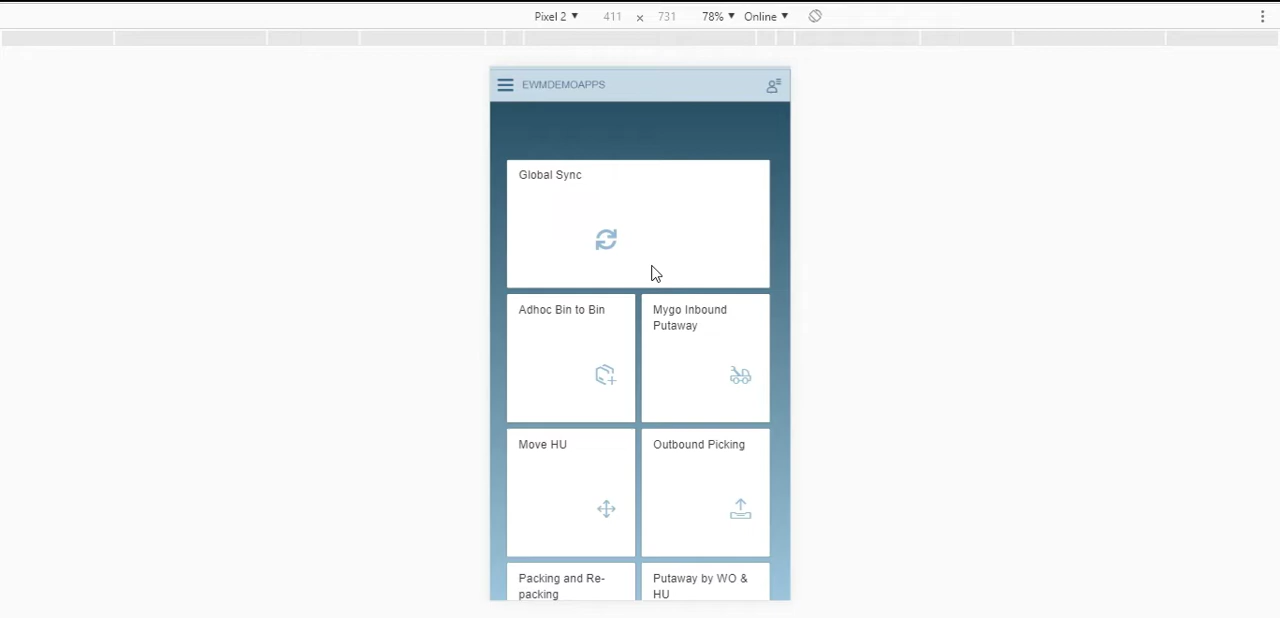 Pixel 2 ▼ 411 × 731 78% ▼ Online ▼
EWMDEMOAPPS
Global Sync
Adhoc Bin to Bin
Mygo Inbound
Putaway
Move HU
Outbound Picking
Packing and Re-
packing
Putaway by WO &
HU